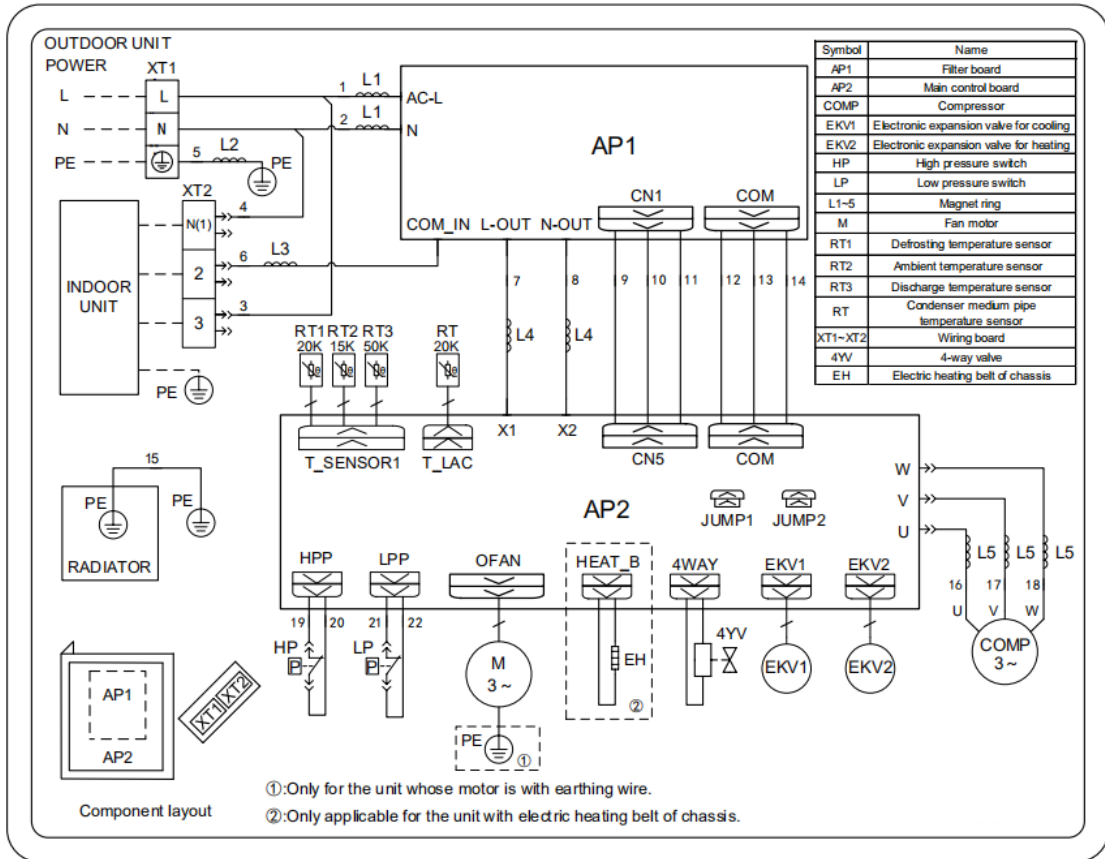 OUTDOOR UNIT
POWER
XT1
L
L
1
L1
AC-L
N
N
2
L1
N
PE
5
L2
PE
AP1
XT2
N(1)
4
2
6
L3
3
3
INDOOR
UNIT
PE
COM_IN
L-OUT
N-OUT
CN1
COM
7
8
9
10
11
12
13
14
L4
L4
Symbol Name
AP1 Filter board
AP2 Main control board
COMP Compressor
EKV1 Electronic expansion valve for cooling
EKV2 Electronic expansion valve for heating
HP High pressure switch
LP Low pressure switch
L1~5 Magnet ring
M Fan motor
RT1 Defrosting temperature sensor
RT2 Ambient temperature sensor
RT3 Discharge temperature sensor
RT Condenser medium pipe
temperature sensor
XT1~XT2 Wiring board
4YV 4-way valve
EH Electric heating belt of chassis
RT1 RT2 RT3
20K 15K 50K
RT
20K
T_SENSOR1
T_LAC
X1
X2
CN5
COM
AP2
JUMP1
JUMP2
W
V
U
L5
L5
L5
16
17
18
U
V
W
COMP
3~
15
PE
PE
RADIATOR
HPP
LPP
OFAN
HEAT_B
4WAY
EKV1
EKV2
19
20
21
22
HP
P
LP
P
M
3~
PE
①
EH
②
4YV
EKV1
EKV2
AP1
AP2
XT1
XT2
Component layout
①:Only for the unit whose motor is with earthing wire.
②:Only applicable for the unit with electric heating belt of chassis.